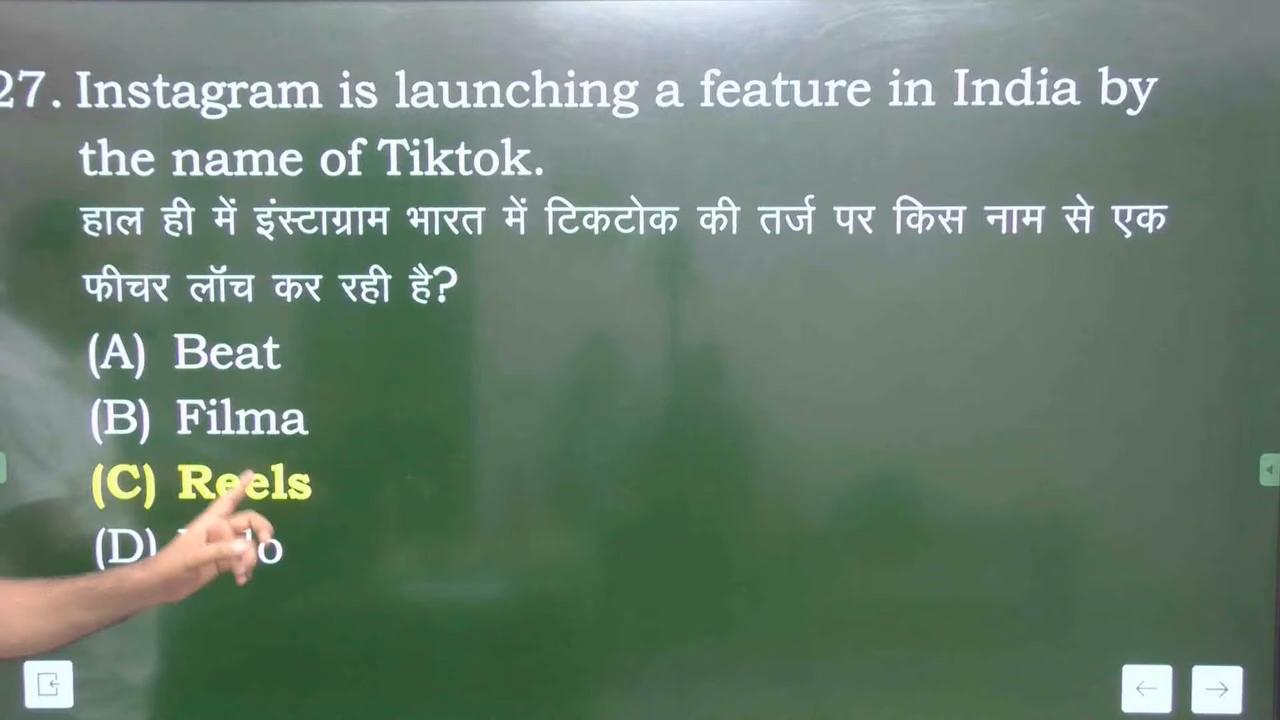 27. Instagram is launching a feature in India by
the name of Tiktok.
हाल ही में इंस्टाग्राम भारत में टिकटोक की तर्ज पर किस नाम से एक
फीचर लॉच कर रही है?
(A) Beat
(B) Filma
(C) Reels
(D)